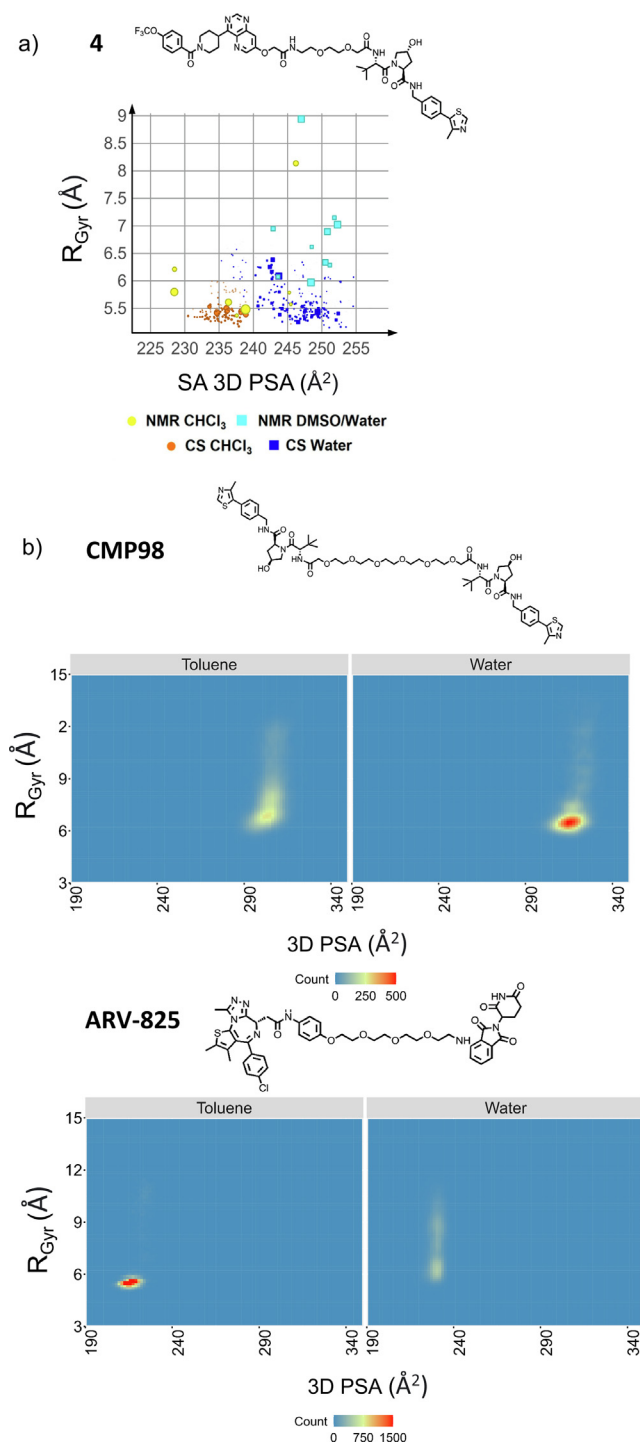 a) 4
R_Gyr (Å)
9
8.5
8
7.5
7
6.5
6
5.5
225 230 235 240 245 250 255
SA 3D PSA (Å²)
NMR CHCl₃ NMR DMSO/Water
CS CHCl₃ CS Water
b) CMP98
Toluene Water
R_Gyr (Å)
15
2
9
6
3
190 240 290 340 190 240 290 340
3D PSA (Å²)
Count
0 250 500
ARV-825
Toluene Water
R_Gyr (Å)
15
12
9
6
3
190 240 290 340 190 240 290 340
3D PSA (Å²)
Count
0 750 1500